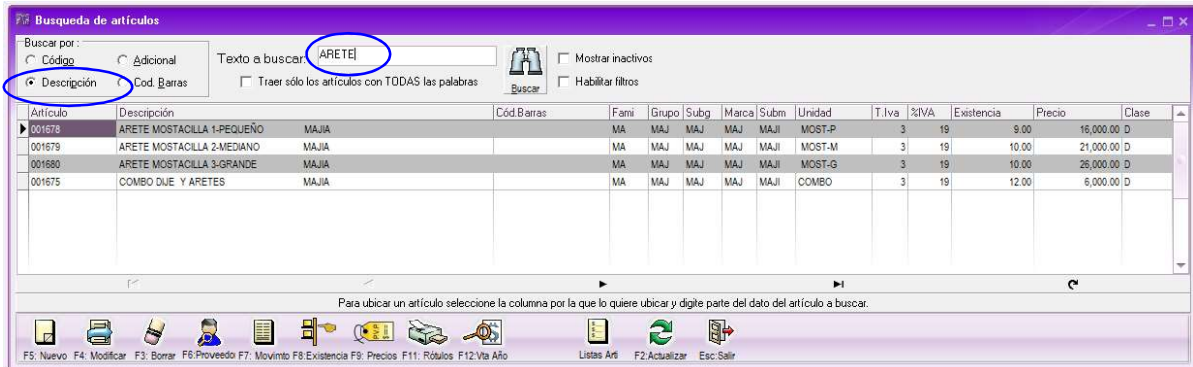 Busqueda de artículos
Buscar por :
Código
Adicional
Descripción
Cod. Barras
Texto a buscar:
ARETE
Traer sólo los artículos con TODAS las palabras
Buscar
Mostrar inactivos
Habilitar filtros
Artículo Descripción Cód.Barras Fami Grupo Subg Marca Subm Unidad T.Iva %IVA Existencia Precio Clase
001678 ARETE MOSTACILLA 1-PEQUEÑO MAJIA MA MAJ MAJ MAJ MAJI MOST-P 3 19 9.00 16,000.00 D
001679 ARETE MOSTACILLA 2-MEDIANO MAJIA MA MAJ MAJ MAJ MAJI MOST-M 3 19 10.00 21,000.00 D
001680 ARETE MOSTACILLA 3-GRANDE MAJIA MA MAJ MAJ MAJ MAJI MOST-G 3 19 10.00 26,000.00 D
001675 COMBO DIJE Y ARETES MAJIA MA MAJ MAJ MAJ MAJI COMBO 3 19 12.00 6,000.00 D
Para ubicar un artículo seleccione la columna por la que lo quiere ubicar y digite parte del dato del artículo a buscar.
F5: Nuevo F4: Modificar F3: Borrar F6:Proveedo F7: Movimto F8:Existencia F9: Precios F11: Rótulos F12:Vta Año Listas Arti F2:Actualizar Esc:Salir